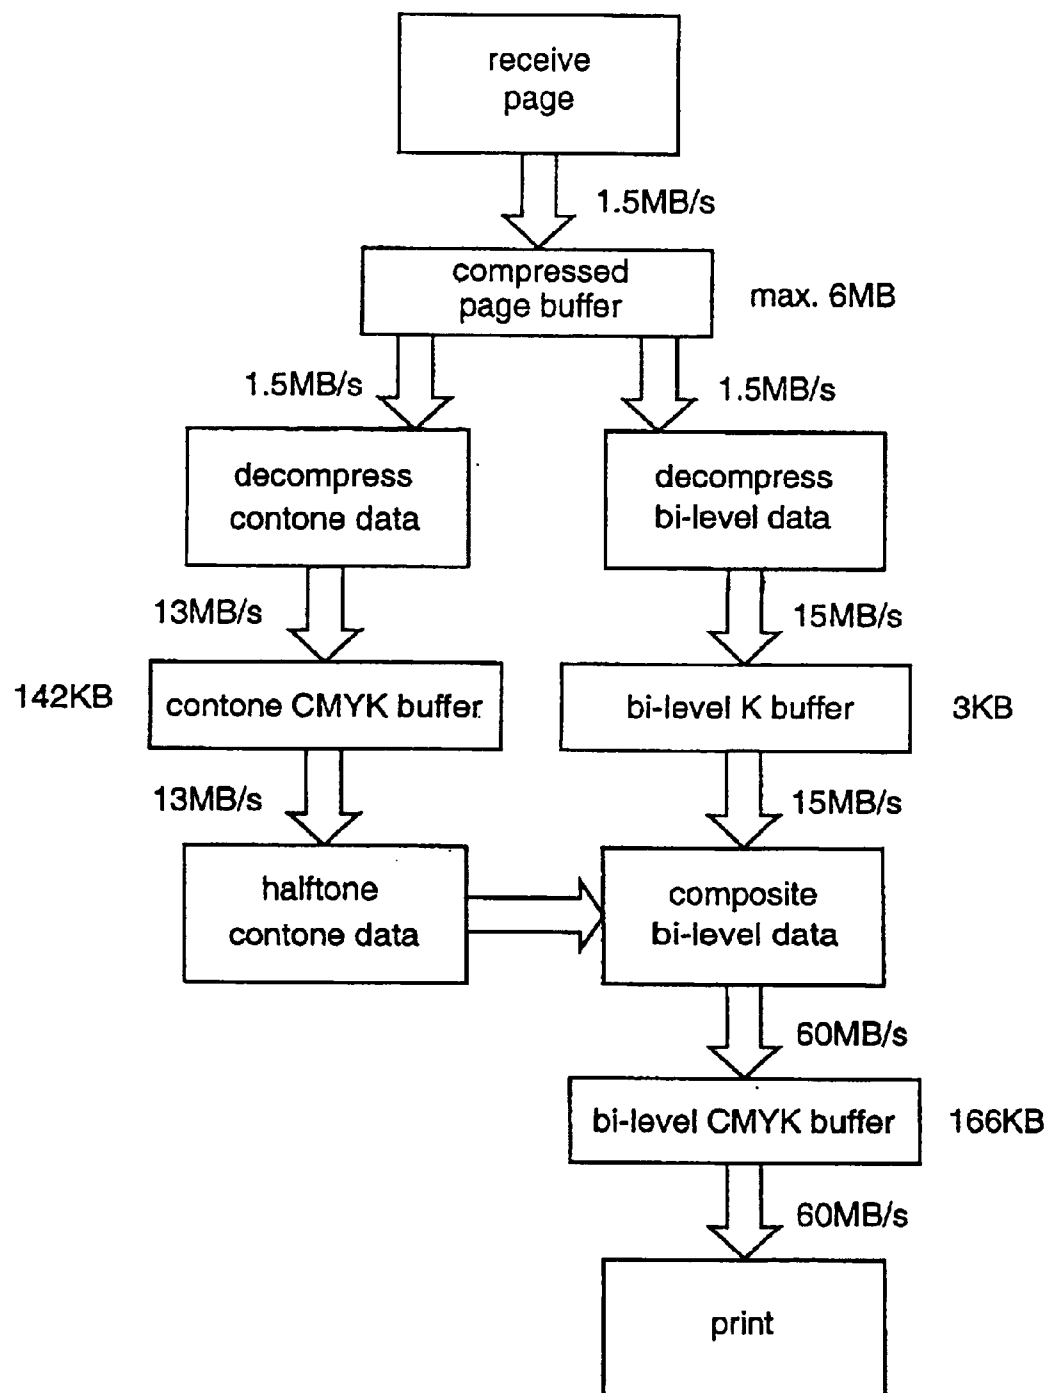 receive
page
1.5MB/s
compressed
page buffer
max. 6MB
1.5MB/s
1.5MB/s
decompress
contone data
decompress
bi-level data
13MB/s
15MB/s
142KB
contone CMYK buffer
bi-level K buffer
3KB
13MB/s
15MB/s
halftone
contone data
composite
bi-level data
60MB/s
bi-level CMYK buffer
166KB
60MB/s
print